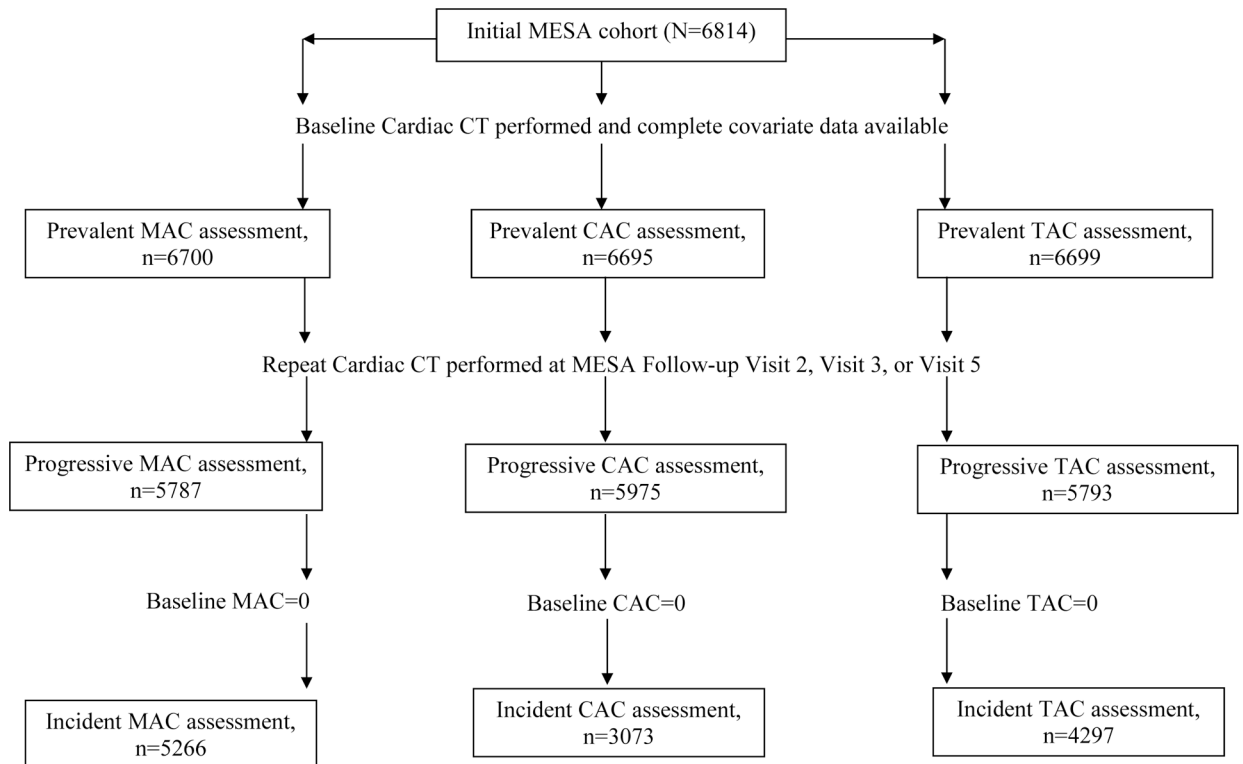 Initial MESA cohort (N=6814)
Baseline Cardiac CT performed and complete covariate data available
Prevalent MAC assessment,
n=6700
Prevalent CAC assessment,
n=6695
Prevalent TAC assessment,
n=6699
Repeat Cardiac CT performed at MESA Follow-up Visit 2, Visit 3, or Visit 5
Progressive MAC assessment,
n=5787
Progressive CAC assessment,
n=5975
Progressive TAC assessment,
n=5793
Baseline MAC=0
Baseline CAC=0
Baseline TAC=0
Incident MAC assessment,
n=5266
Incident CAC assessment,
n=3073
Incident TAC assessment,
n=4297